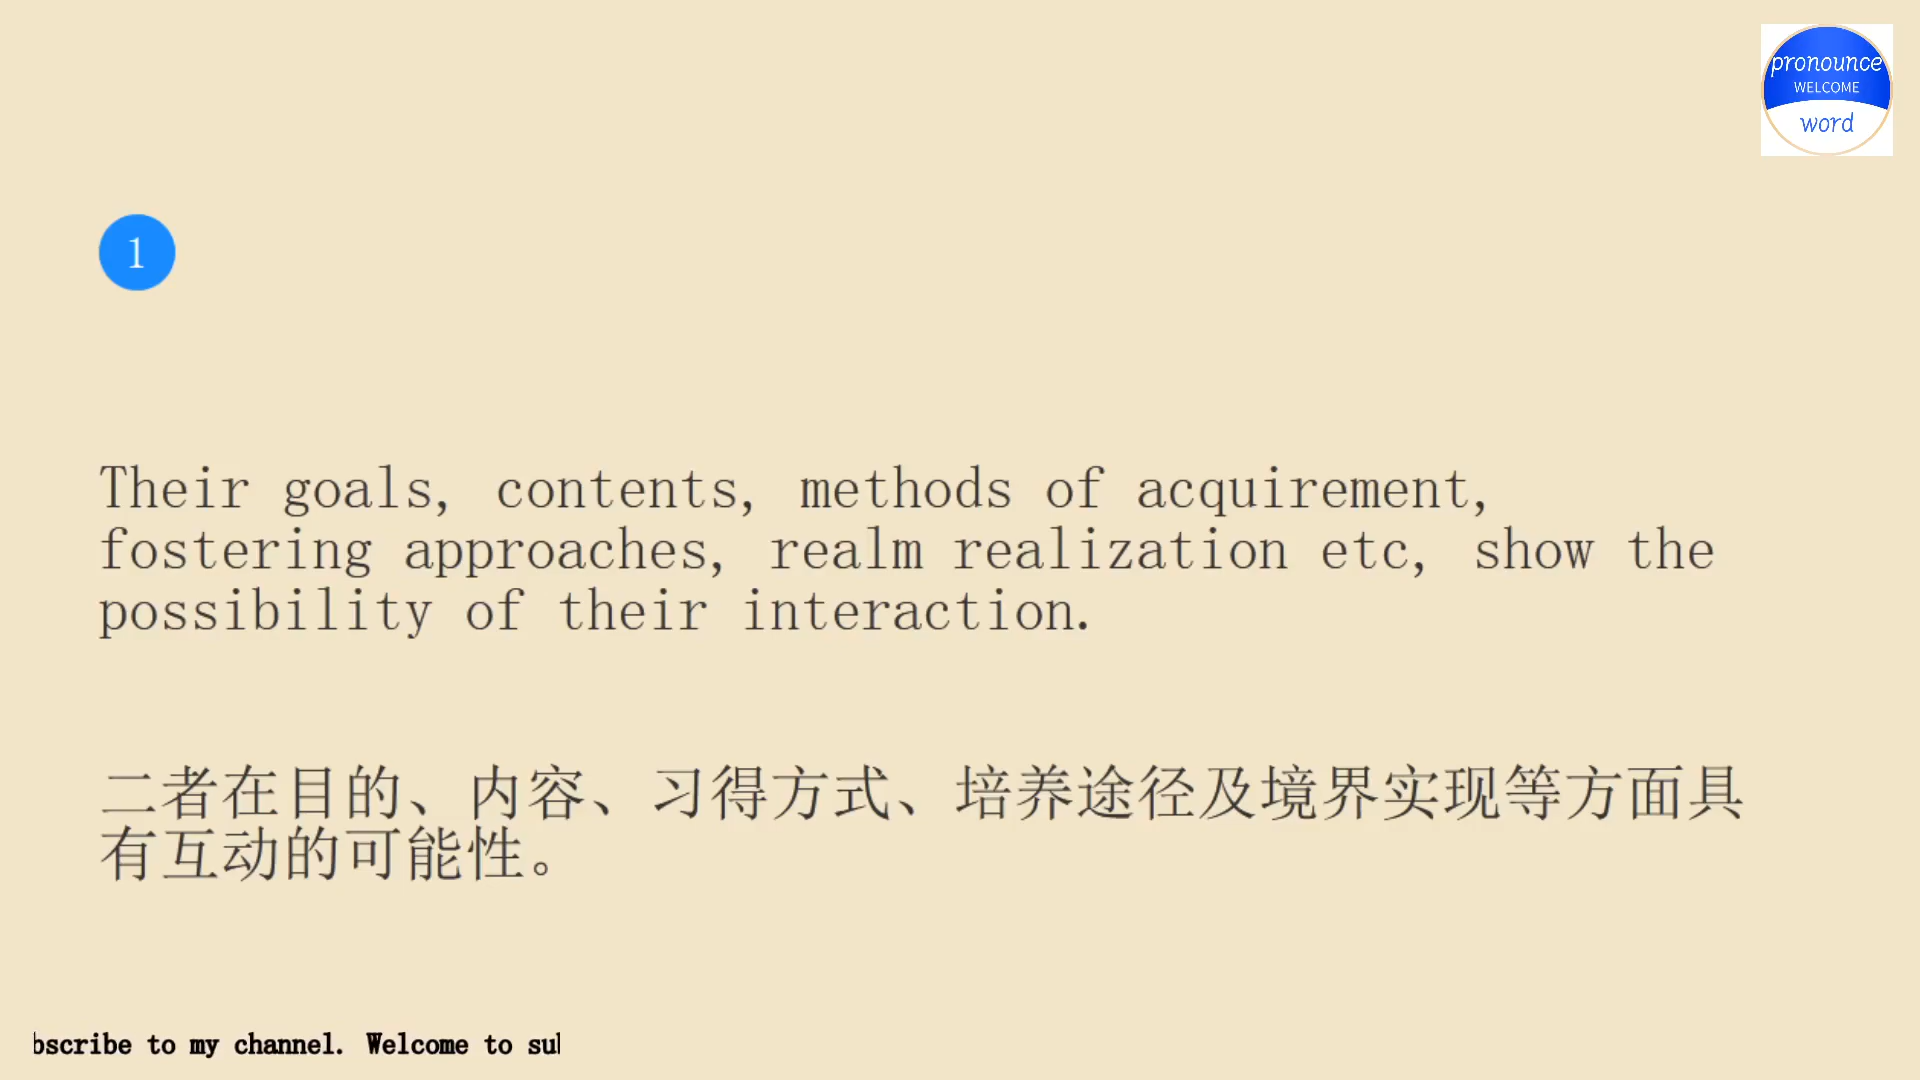 pronounce
WELCOME
word
1
Their goals, contents, methods of acquirement,
fostering approaches, realm realization etc, show the
possibility of their interaction.
二者在目的、内容、习得方式、培养途径及境界实现等方面具
有互动的可能性。
bscribe to my channel. Welcome to sub